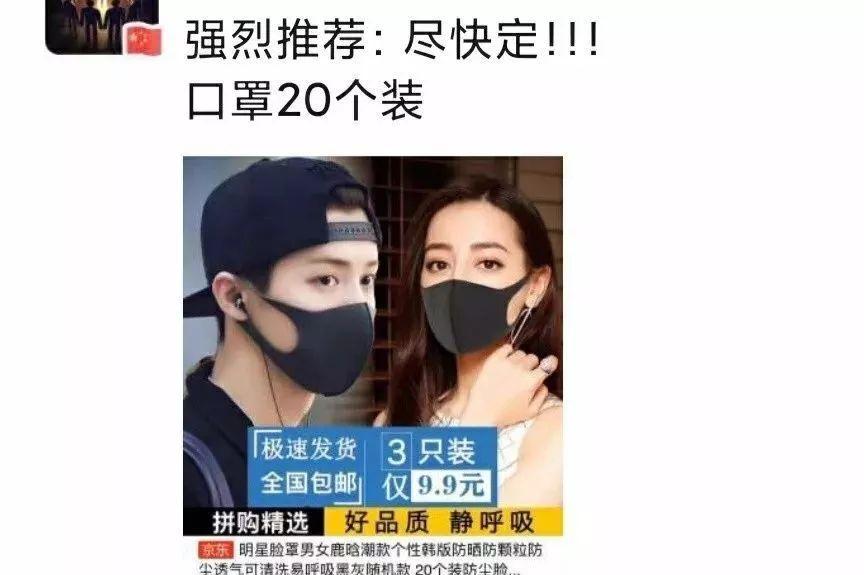 强烈推荐: 尽快定!!!
口罩20个装
极速发货
全国包邮
3只装
仅9.9元
拼购精选
好品质 静呼吸
京东 明星脸罩男女鹿晗潮款个性韩版防晒防颗粒防
尘透气可清洗易呼吸黑灰随机款 20个装防尘脸...